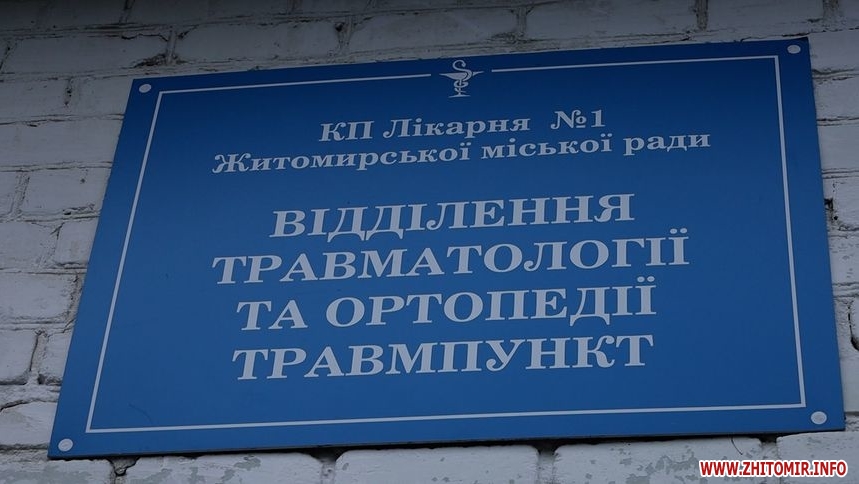 КП Лікарня №1
Житомирської міської ради
ВІДДІЛЕННЯ
ТРАВМАТОЛОГІЇ
ТА ОРТОПЕДІЇ
ТРАВМПУНКТ
WWW.ZHITOMIR.INFO